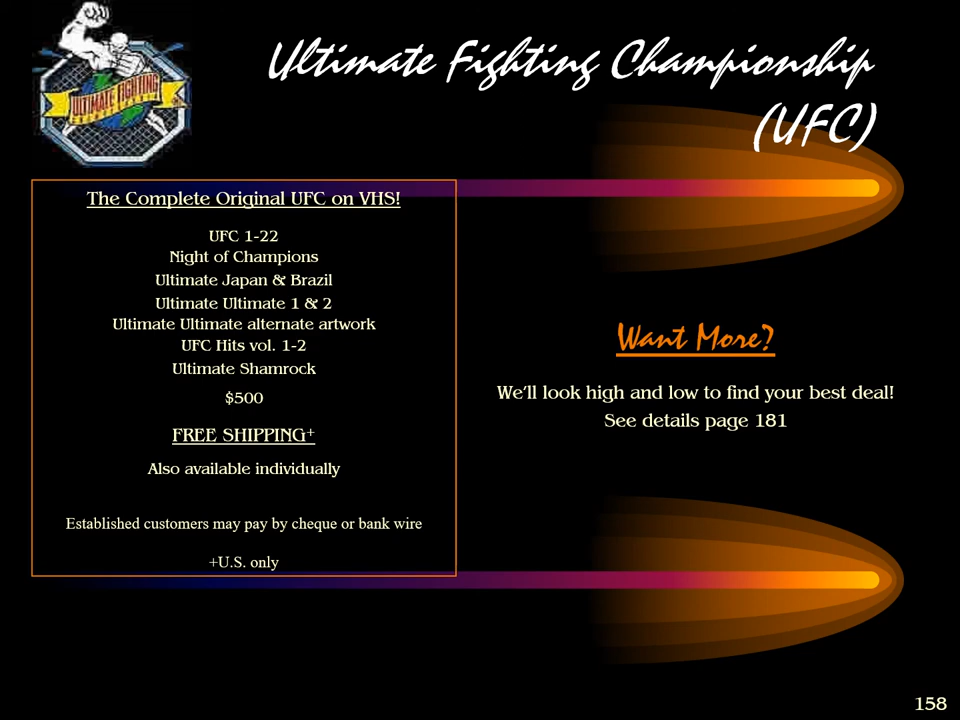 ULTIMATE FIGHTING
Ultimate Fighting Championship
(UFC)
The Complete Original UFC on VHS!
UFC 1-22
Night of Champions
Ultimate Japan & Brazil
Ultimate Ultimate 1 & 2
Ultimate Ultimate alternate artwork
UFC Hits vol. 1-2
Ultimate Shamrock
$500
FREE SHIPPING+
Also available individually
Established customers may pay by cheque or bank wire
+U.S. only
Want More?
We'll look high and low to find your best deal!
See details page 181
158